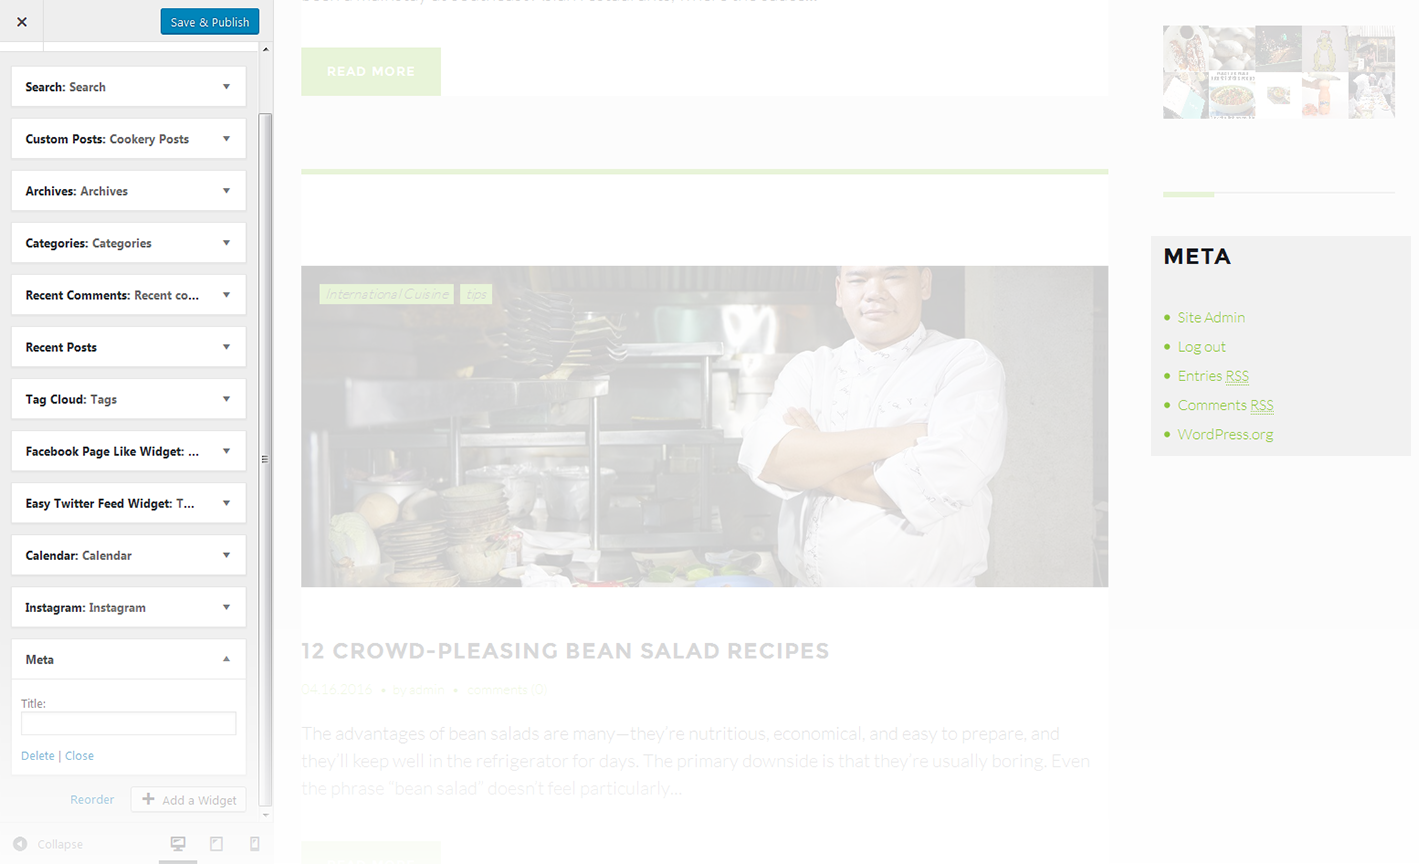 Save & Publish
Search: Search
Custom Posts: Cookery Posts
Archives: Archives
Categories: Categories
Recent Comments: Recent co...
Recent Posts
Tag Cloud: Tags
Facebook Page Like Widget: ...
Easy Twitter Feed Widget: T...
Calendar: Calendar
Instagram: Instagram
Meta
Title:
Delete | Close
Reorder
Add a Widget
Collapse
READ MORE
International Cuisine
tips
12 CROWD-PLEASING BEAN SALAD RECIPES
04.16.2016 • by admin • comments (0)
The advantages of bean salads are many—they're nutritious, economical, and easy to prepare, and
they'll keep well in the refrigerator for days. The primary downside is that they're usually boring. Even
the phrase "bean salad" doesn't feel particularly...
META
Site Admin
Log out
Entries RSS
Comments RSS
WordPress.org